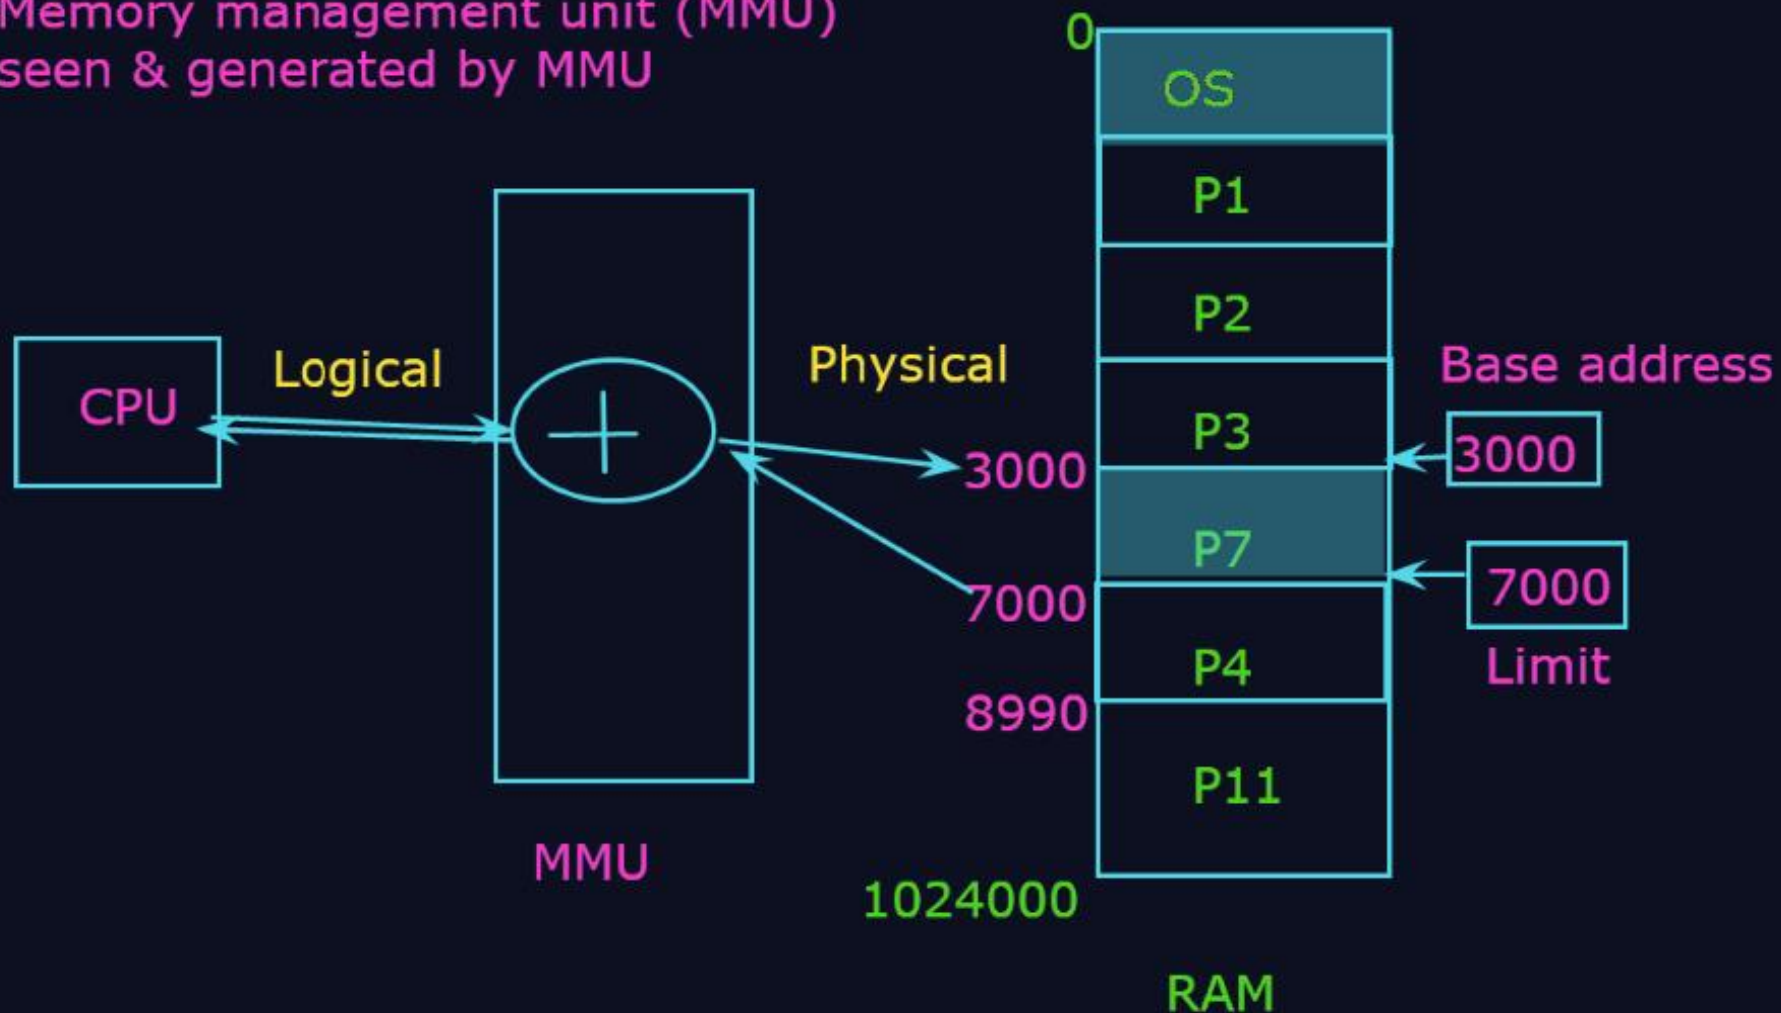 Memory management unit (MMU)
seen & generated by MMU
0
OS
P1
P2
Logical
Physical
Base address
CPU
P3
3000
3000
P7
7000
7000
P4
Limit
8990
P11
MMU
1024000
RAM